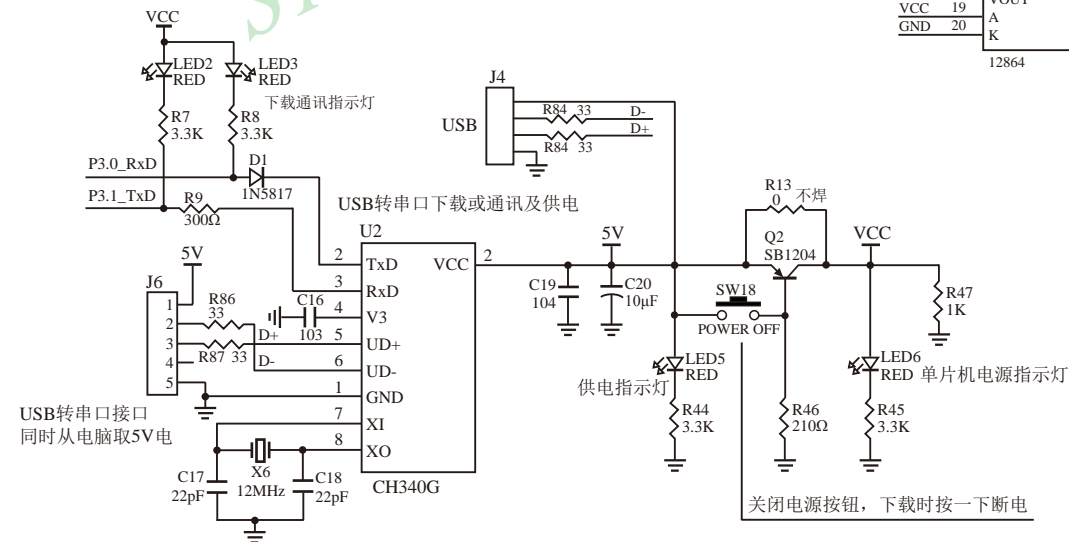 VCC
LED2
RED
LED3
RED
下载通讯指示灯
R7
3.3K
R8
3.3K
P3.0_RxD
D1
1N5817
P3.1_TxD
R9
300Ω
VCC 19
A
GND 20
K
12864
J4
USB
R84 33
D-
D+
R84 33
USB转串口下载或通讯及供电
R13
0 不焊
U2
5V
Q2
SB1204
VCC
2
TxD
VCC
2
3
RxD
4
V3
5
UD+
6
UD-
1
GND
7
XI
8
XO
CH340G
5V
J6
1
2
3
4
5
R86
33
D+
R87 33
D-
C16
103
USB转串口接口
同时从电脑取5V电
C17
22pF
X6
12MHz
C18
22pF
C19
104
C20
10μF
SW18
POWER OFF
R47
1K
LED5
RED
供电指示灯
R44
3.3K
R46
210Ω
LED6
RED 单片机电源指示灯
R45
3.3K
关闭电源按钮，下载时按一下断电